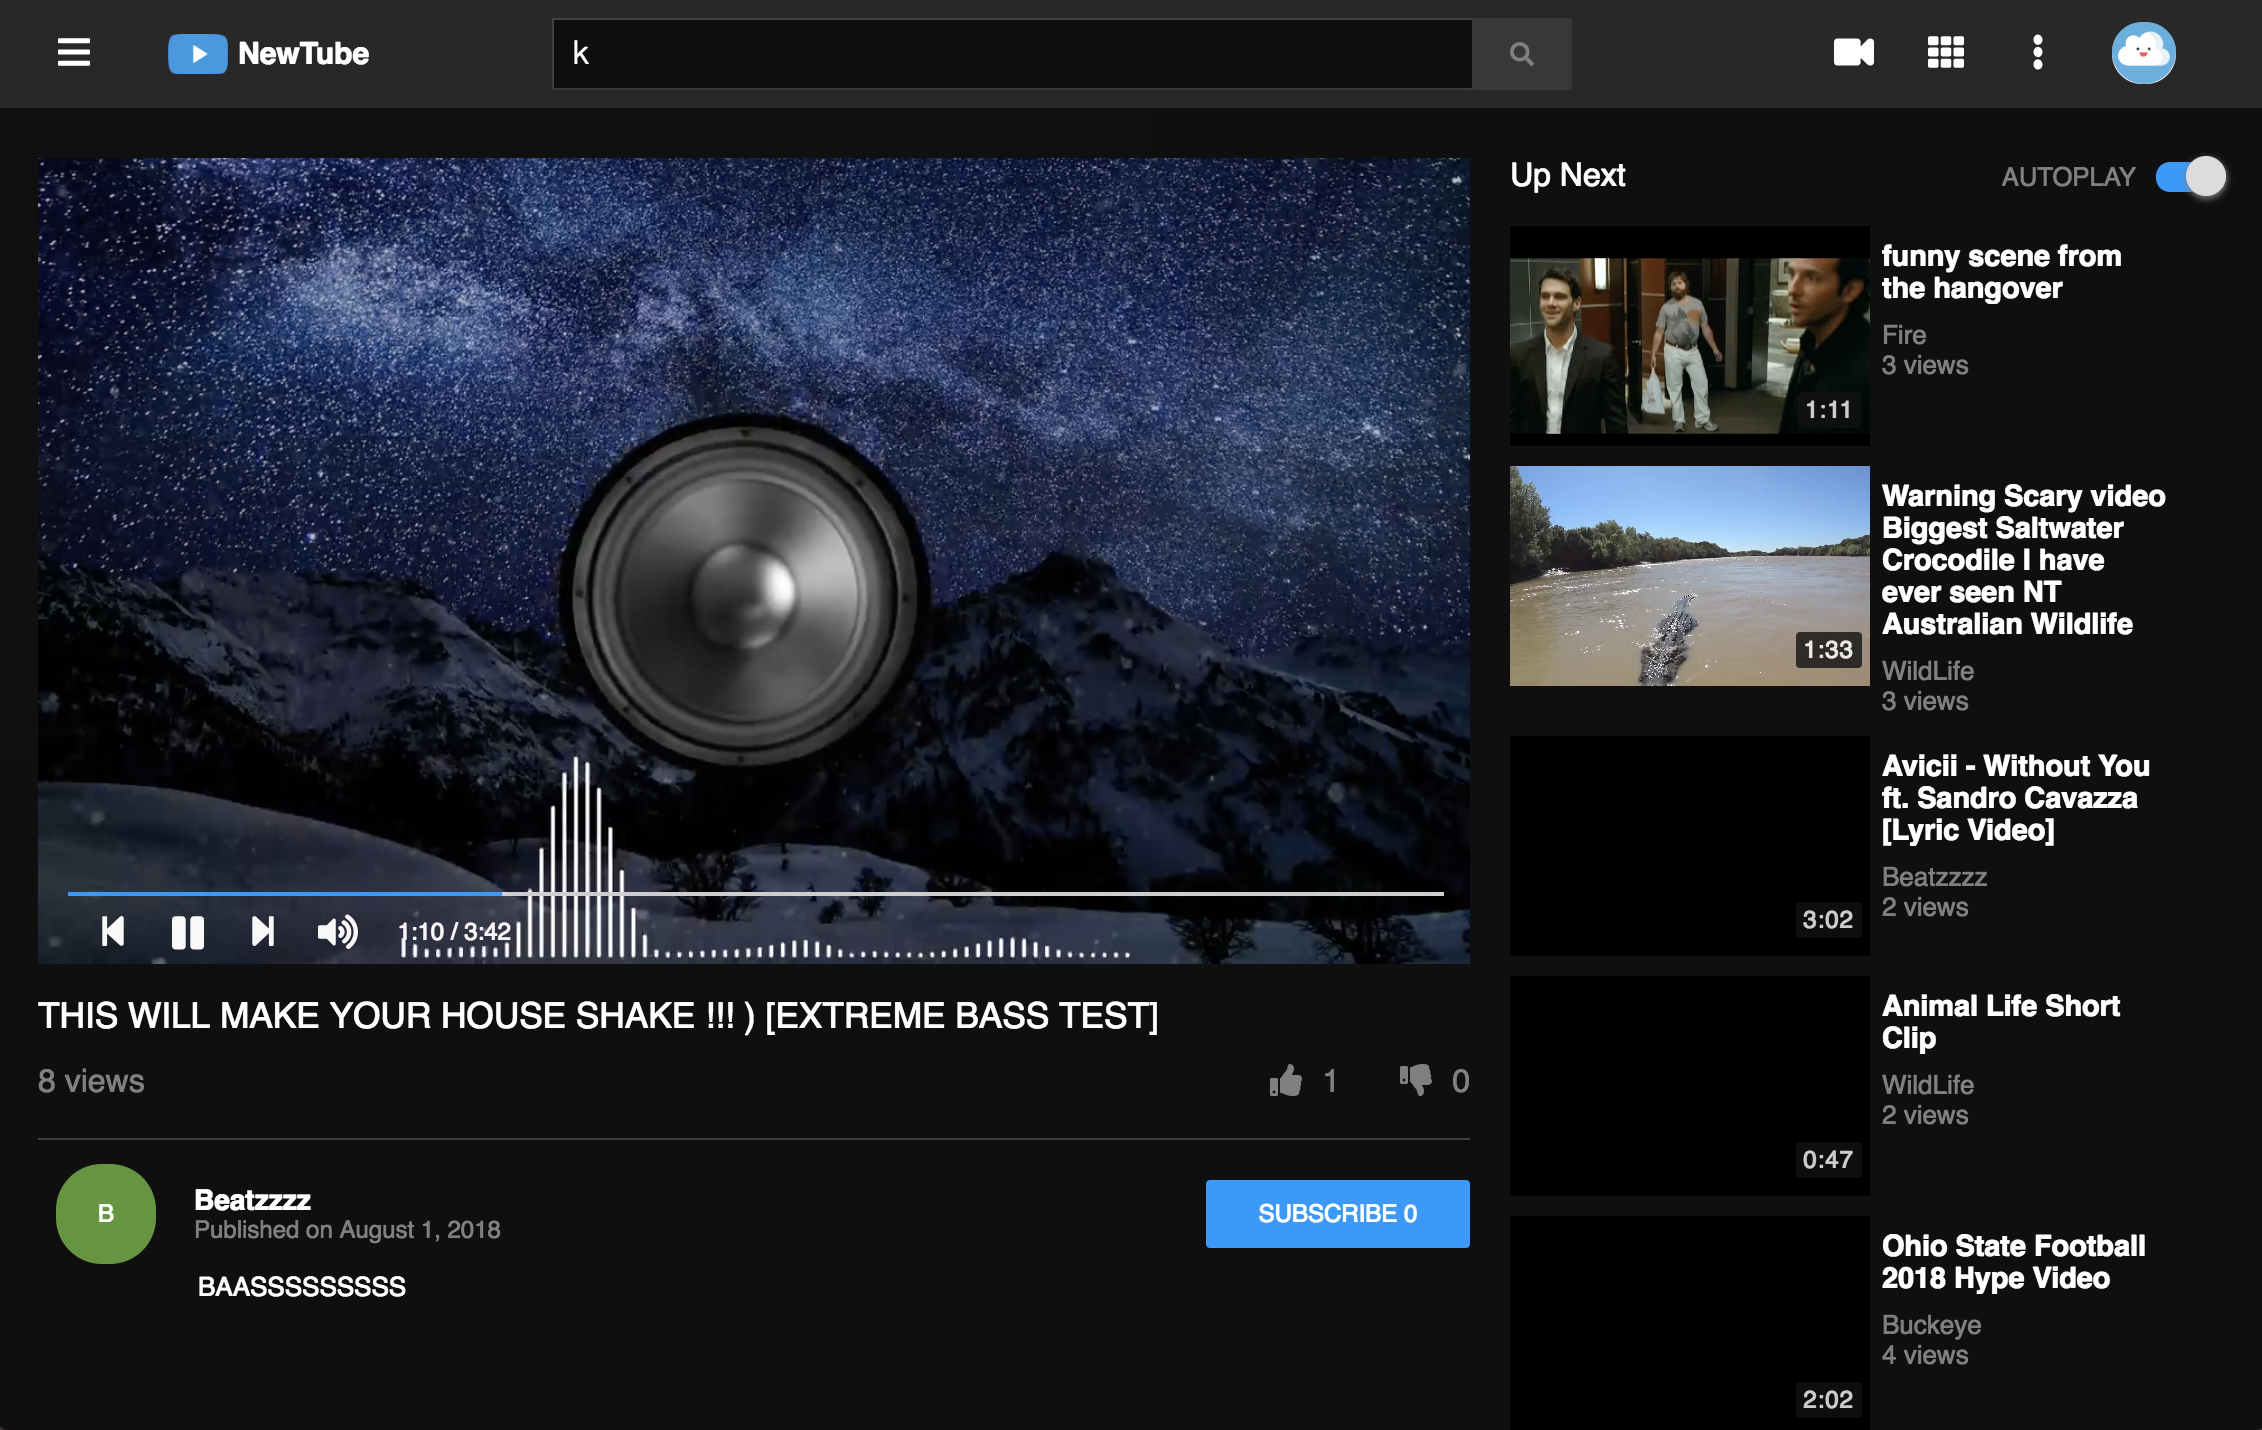 NewTube
k
1:10 / 3:42
THIS WILL MAKE YOUR HOUSE SHAKE !!! ) [EXTREME BASS TEST]
8 views
1
0
B
Beatzzzz
Published on August 1, 2018
SUBSCRIBE 0
BAASSSSSSSSS
Up Next
AUTOPLAY
1:11
funny scene from
the hangover
Fire
3 views
1:33
Warning Scary video
Biggest Saltwater
Crocodile I have
ever seen NT
Australian Wildlife
WildLife
3 views
3:02
Avicii - Without You
ft. Sandro Cavazza
[Lyric Video]
Beatzzzz
2 views
0:47
Animal Life Short
Clip
WildLife
2 views
2:02
Ohio State Football
2018 Hype Video
Buckeye
4 views